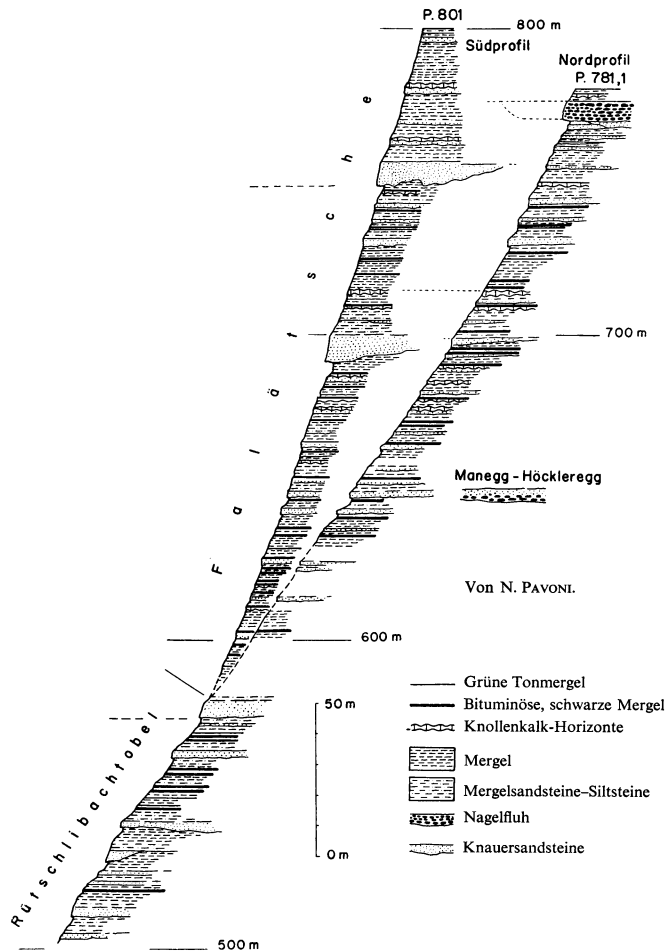 P. 801
800 m
Südprofil
Nordprofil
P. 781,1
Fälätsche
700 m
Manegg-Höckleregg
Von N. PAVONI.
600 m
Grüne Tonmergel
50 m
Bituminöse, schwarze Mergel
Knollenkalk-Horizonte
Mergel
Mergelsandsteine–Siltsteine
Nagelfluh
Knauersandsteine
0 m
Rütschlibachtobel
500 m